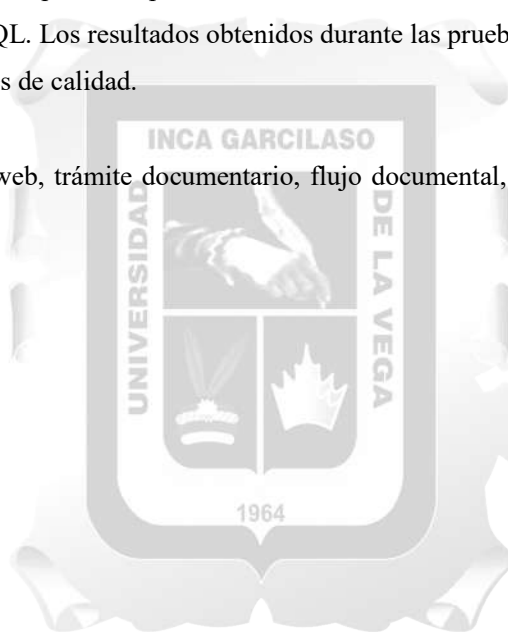 QL. Los resultados obtenidos durante las prueb
s de calidad.
INCA GARCILASO
web, trámite documentario, flujo documental,
UNIVERSIDAD
DE LA VEGA
1964